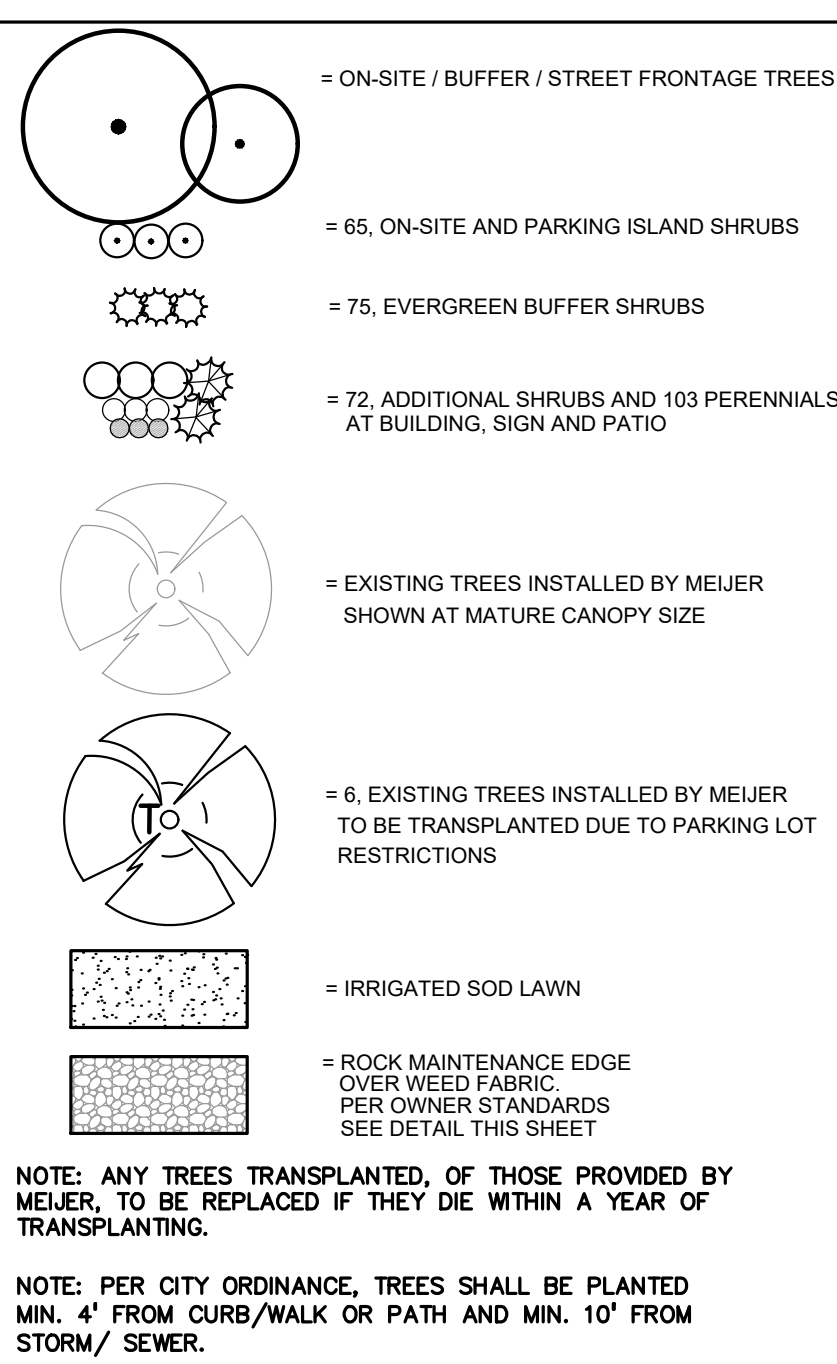 = ON-SITE / BUFFER / STREET FRONTAGE TREES
= 65, ON-SITE AND PARKING ISLAND SHRUBS
= 75, EVERGREEN BUFFER SHRUBS
= 72, ADDITIONAL SHRUBS AND 103 PERENNIALS
AT BUILDING, SIGN AND PATIO
= EXISTING TREES INSTALLED BY MEIJER
SHOWN AT MATURE CANOPY SIZE
T
= 6, EXISTING TREES INSTALLED BY MEIJER
TO BE TRANSPLANTED DUE TO PARKING LOT
RESTRICTIONS
= IRRIGATED SOD LAWN
= ROCK MAINTENANCE EDGE
OVER WEED FABRIC.
PER OWNER STANDARDS
SEE DETAIL THIS SHEET
NOTE: ANY TREES TRANSPLANTED, OF THOSE PROVIDED BY
MEIJER, TO BE REPLACED IF THEY DIE WITHIN A YEAR OF
TRANSPLANTING.
NOTE: PER CITY ORDINANCE, TREES SHALL BE PLANTED
MIN. 4' FROM CURB/WALK OR PATH AND MIN. 10' FROM
STORM/ SEWER.